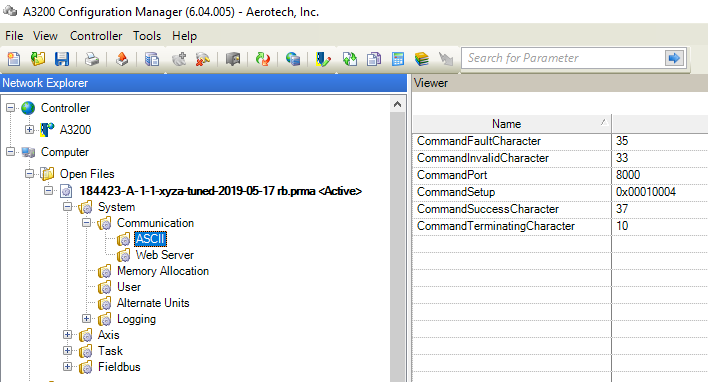 A3200 Configuration Manager (6.04.005) - Aerotech, Inc.
File View Controller Tools Help
Search for Parameter
Network Explorer
Controller
A3200
Computer
Open Files
184423-A-1-1-xyza-tuned-2019-05-17 rb.prma <Active>
System
Communication
ASCII
Web Server
Memory Allocation
User
Alternate Units
Logging
Axis
Task
Fieldbus
Viewer
Name
CommandFaultCharacter 35
CommandInvalidCharacter 33
CommandPort 8000
CommandSetup 0x00010004
CommandSuccessCharacter 37
CommandTerminatingCharacter 10